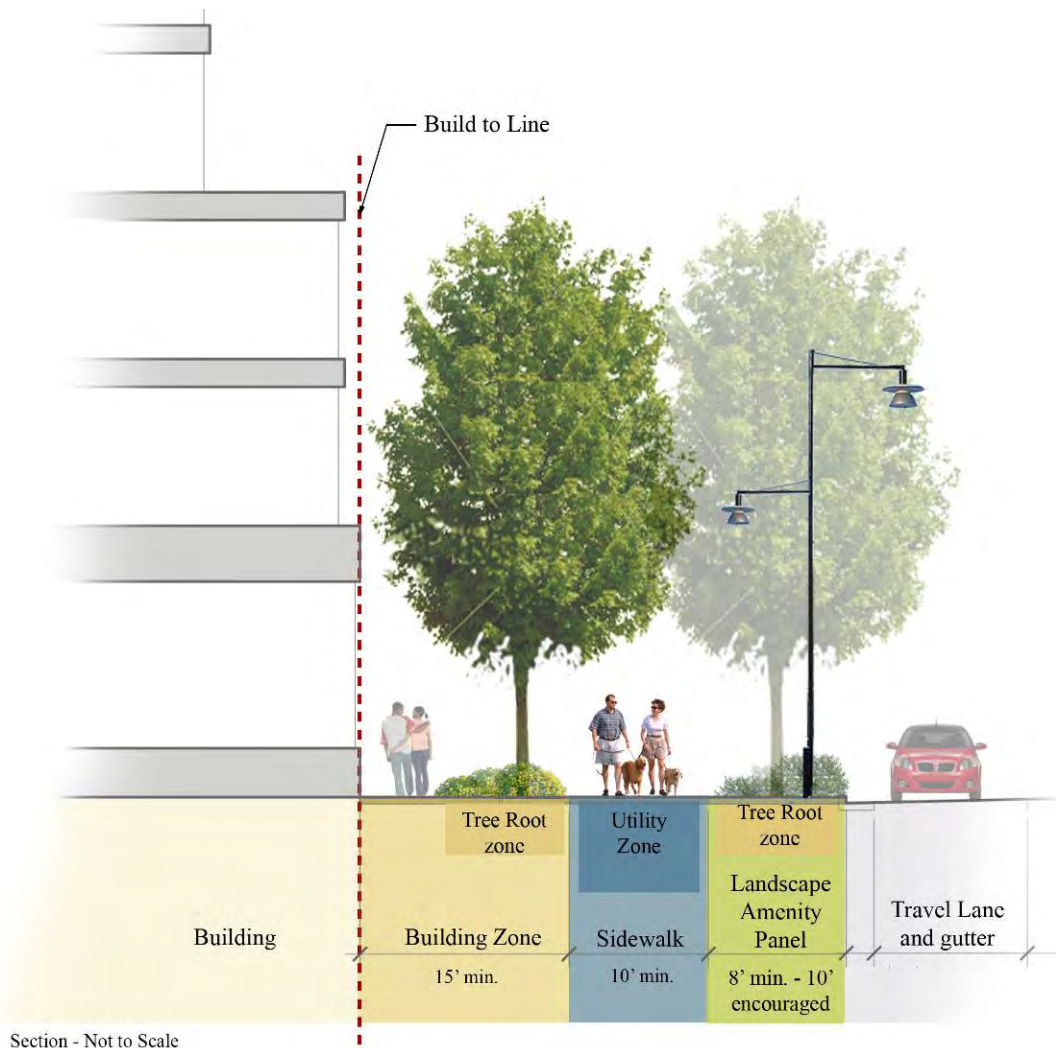 Build to Line
Tree Root
zone
Utility
Zone
Tree Root
zone
Landscape
Amenity
Panel
Building
Building Zone
Sidewalk
Travel Lane
and gutter
15’ min.
10’ min.
8’ min. - 10’
encouraged
Section - Not to Scale